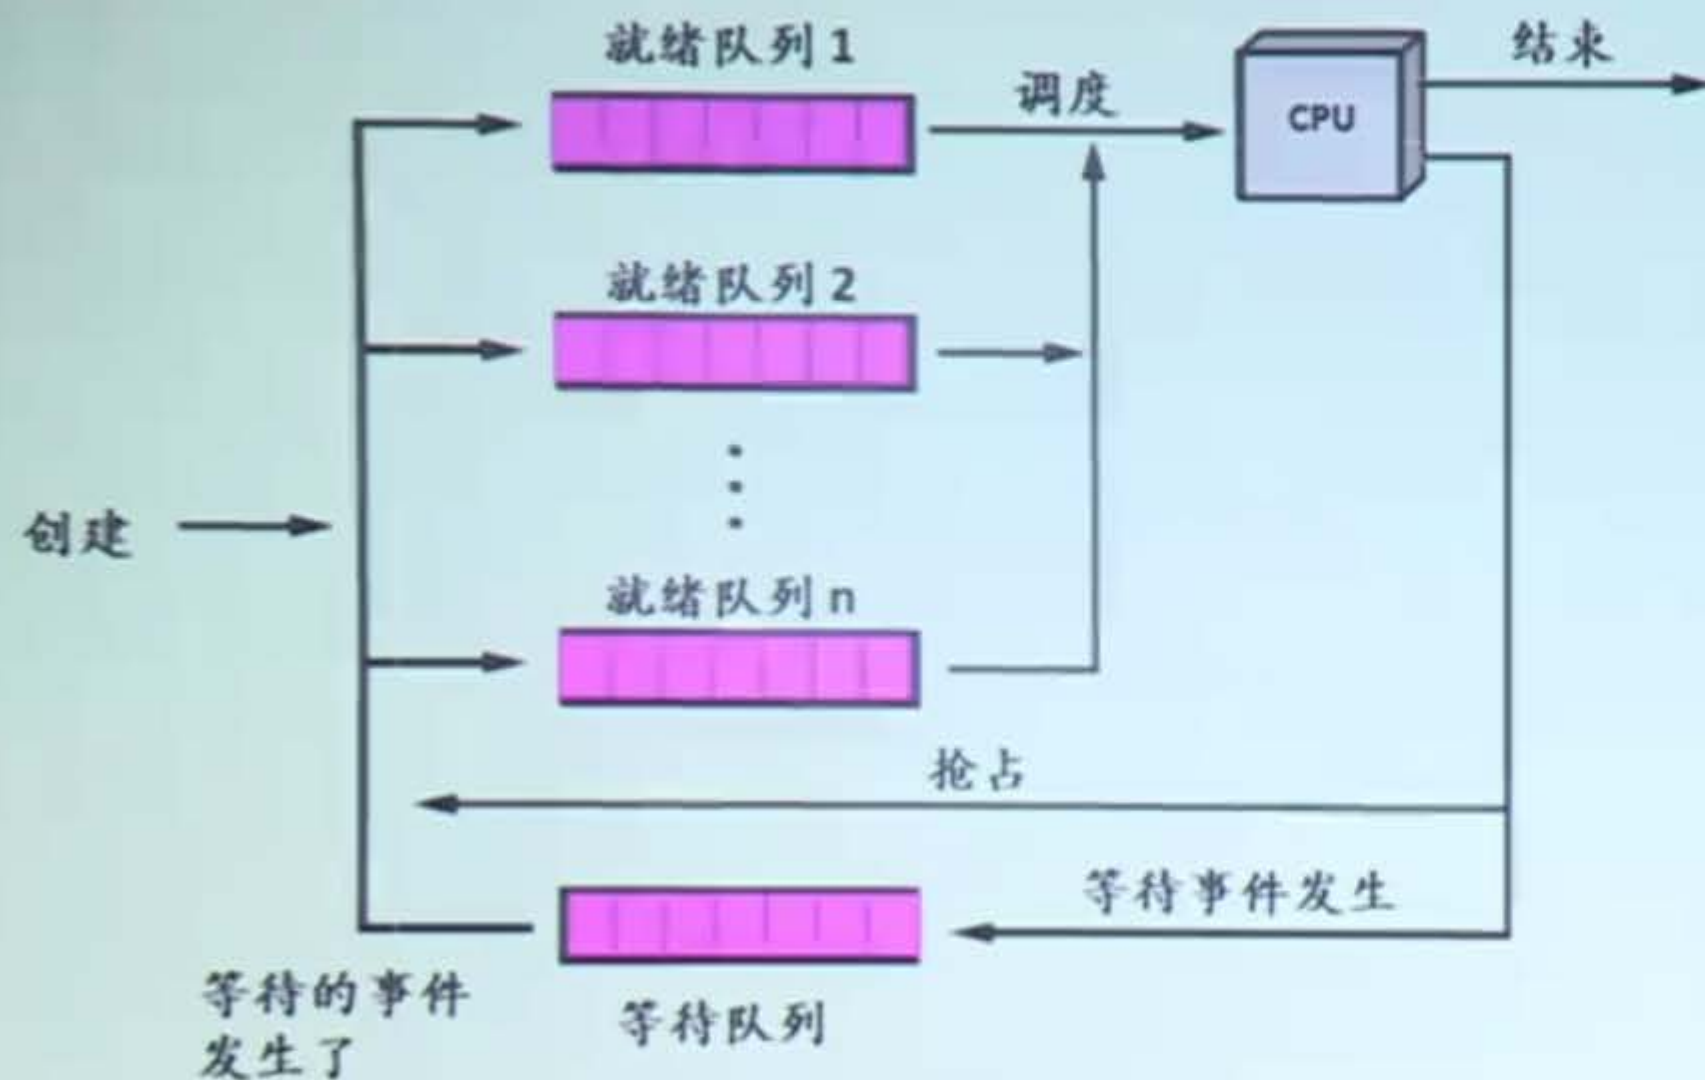 就绪队列 1
调度
CPU
结束
就绪队列 2
创建
就绪队列 n
抢占
等待事件发生
等待的事件
发生了
等待队列